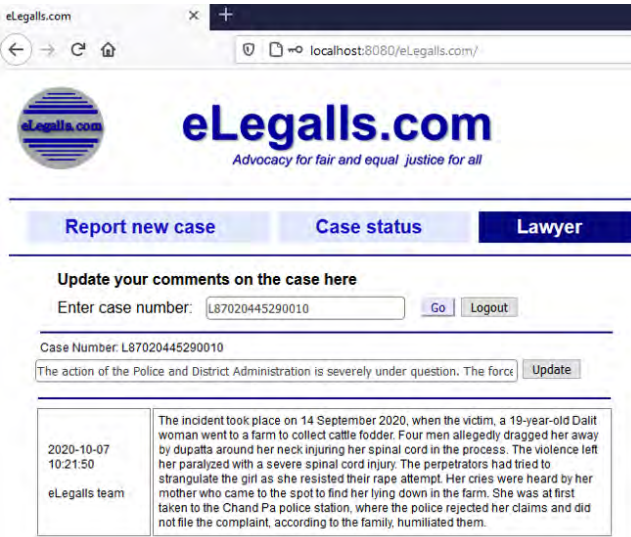 eLegalls.com
localhost:8080/eLegalls.com/
eLegalls.com
eLegalls.com
Advocacy for fair and equal justice for all
Report new case
Case status
Lawyer
Update your comments on the case here
Enter case number:
L87020445290010
Go
Logout
Case Number: L87020445290010
The action of the Police and District Administration is severely under question. The force
Update
2020-10-07
10:21:50
eLegalls team
The incident took place on 14 September 2020, when the victim, a 19-year-old Dalit
woman went to a farm to collect cattle fodder. Four men allegedly dragged her away
by dupatta around her neck injuring her spinal cord in the process. The violence left
her paralyzed with a severe spinal cord injury. The perpetrators had tried to
strangulate the girl as she resisted their rape attempt. Her cries were heard by her
mother who came to the spot to find her lying down in the farm. She was at first
taken to the Chand Pa police station, where the police rejected her claims and did
not file the complaint, according to the family, humiliated them.